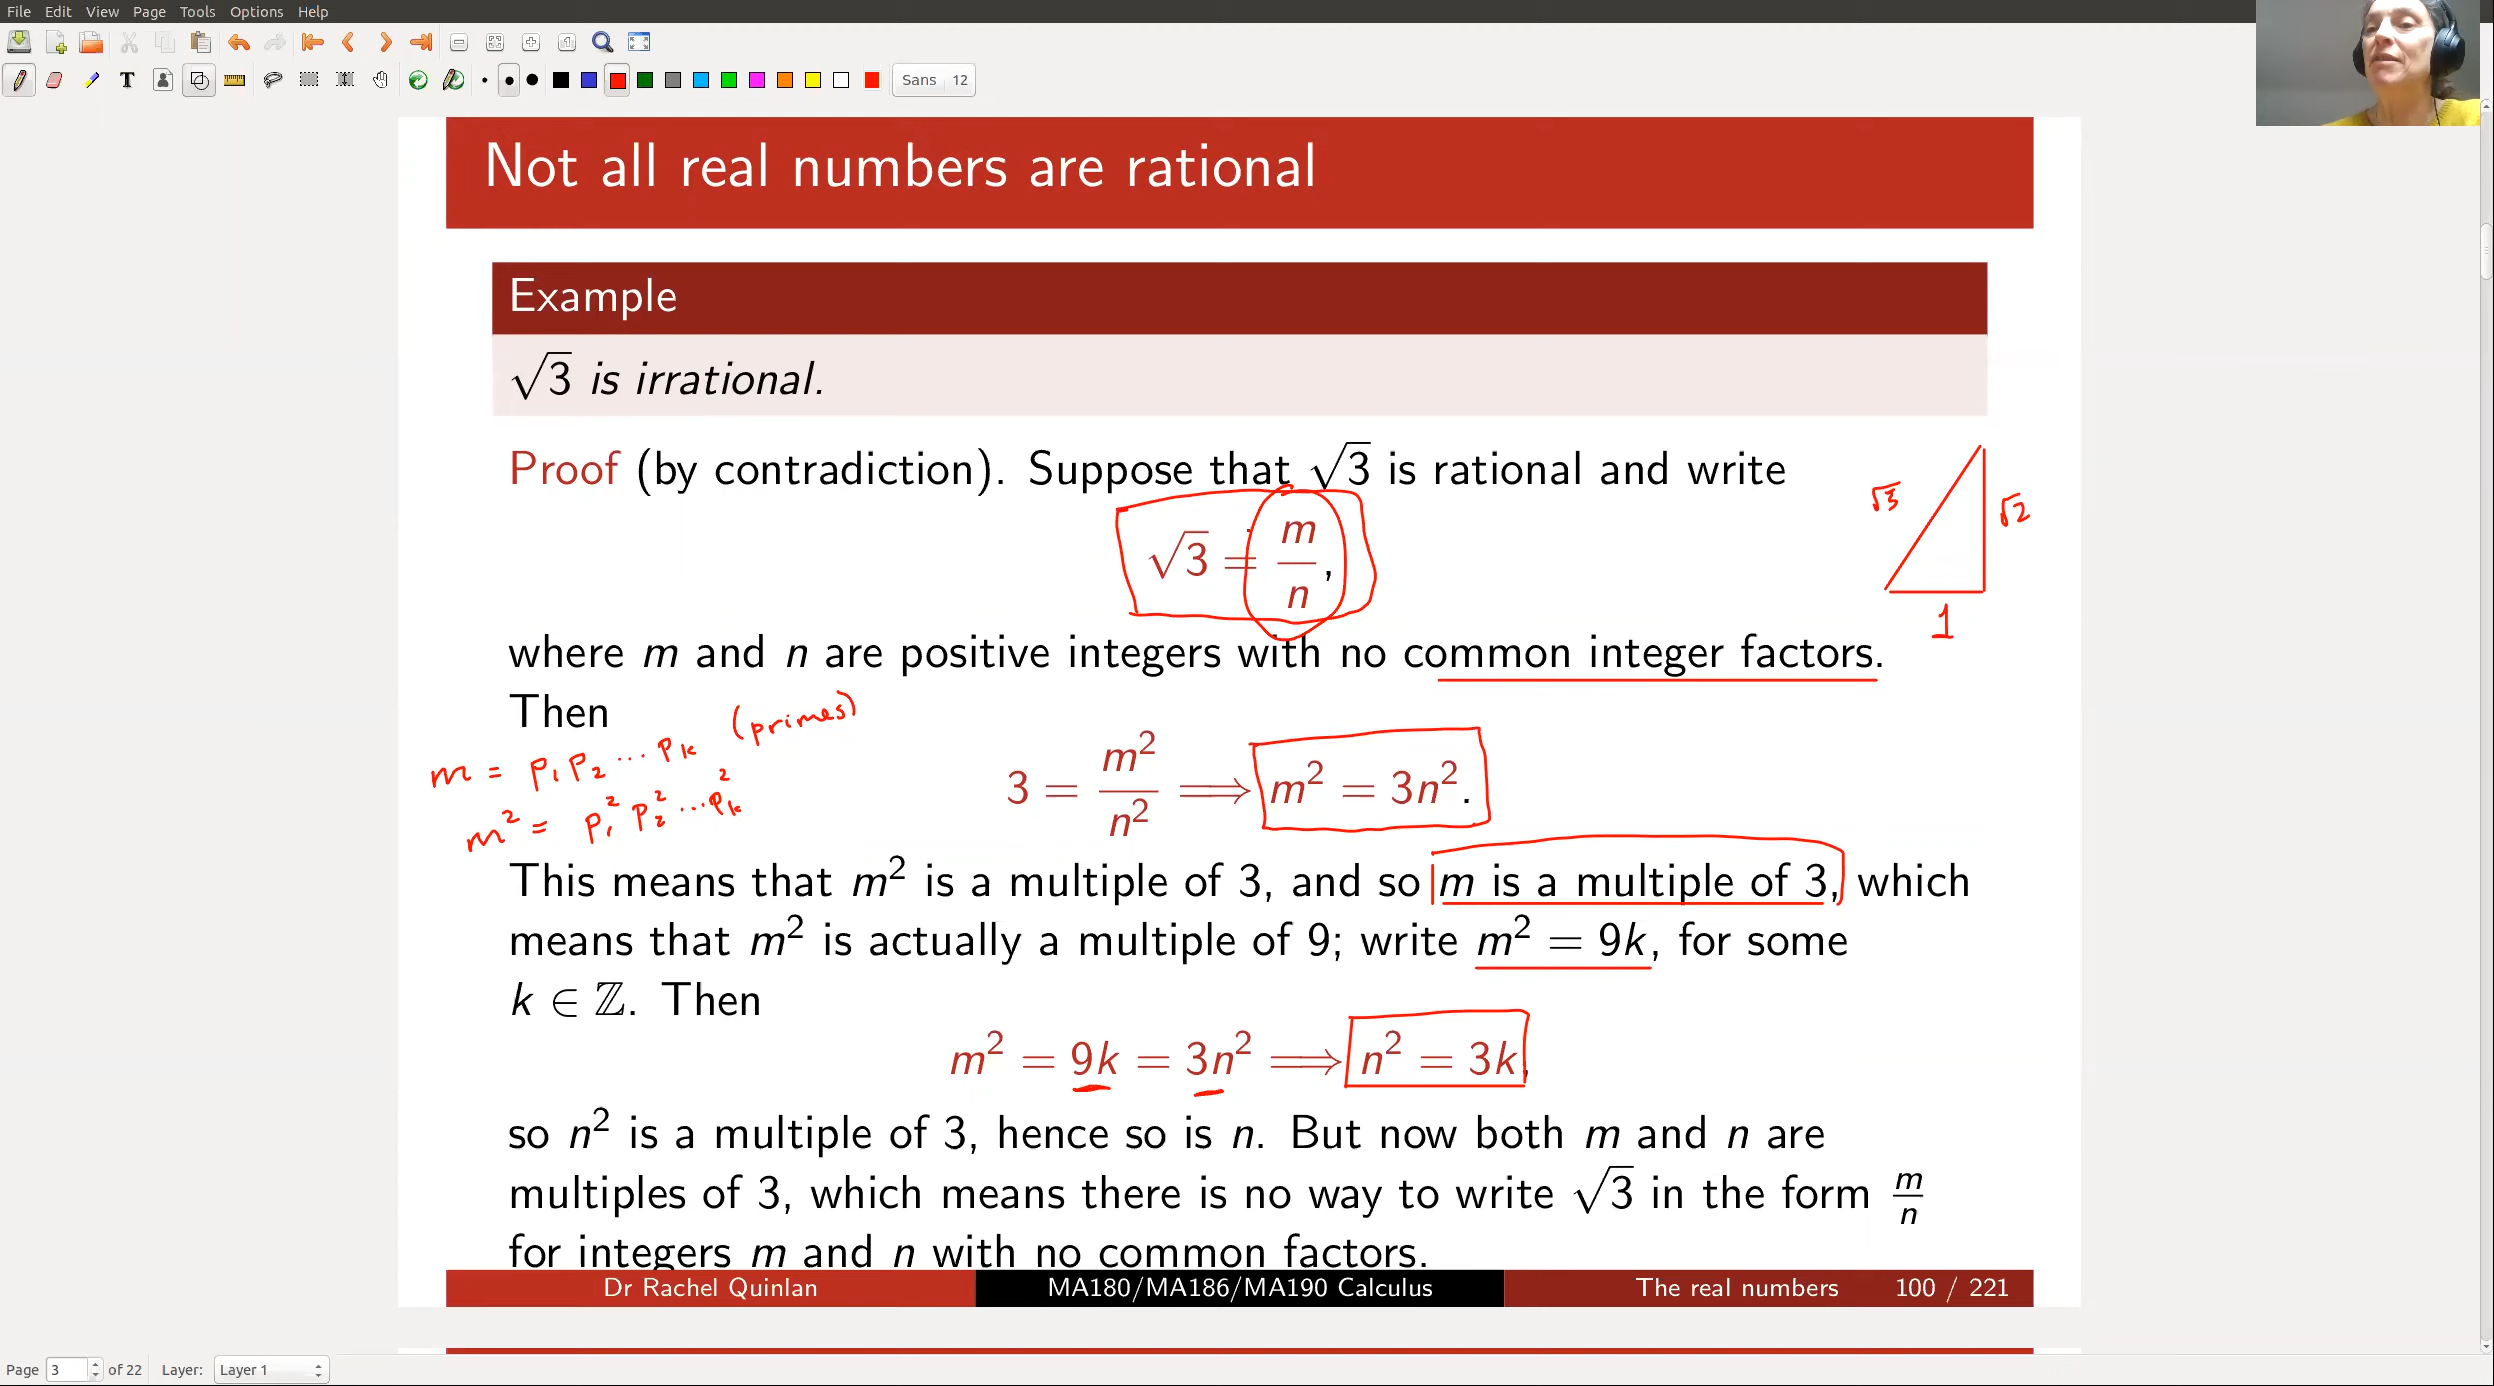 File Edit View Page Tools Options Help
Sans 12
Not all real numbers are rational
Example
√3 is irrational.
Proof (by contradiction). Suppose that √3 is rational and write
√3 = m/n,
√3
√2
1
where m and n are positive integers with no common integer factors.
Then
m = p₁p₂ ··· pₖ (primes)
m² = p₁² p₂² ··· pₖ²
3 = m²/n² ⟹ m² = 3n².
This means that m² is a multiple of 3, and so m is a multiple of 3, which
means that m² is actually a multiple of 9; write m² = 9k, for some
k ∈ ℤ. Then
m² = 9k = 3n² ⟹ n² = 3k,
so n² is a multiple of 3, hence so is n. But now both m and n are
multiples of 3, which means there is no way to write √3 in the form m/n
for integers m and n with no common factors.
Dr Rachel Quinlan MA180/MA186/MA190 Calculus The real numbers 100 / 221
Page 3 of 22 Layer: Layer 1